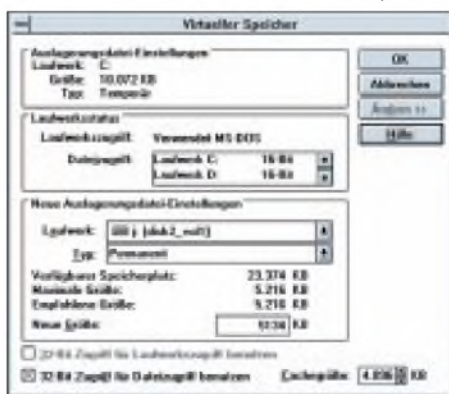 Virtueller Speicher
Auslagerungsdatei-Einstellungen
Laufwerk: C:
Größe: 10.072 KB
Typ: Temporär
OK
Abbrechen
Ändern >>
Hilfe
Laufwerksstatus
Laufwerkszugriff: Verwendet MS-DOS
Dateizugriff: Laufwerk C: 16-Bit
Laufwerk D: 16-Bit
Neue Auslagerungsdatei-Einstellungen
Laufwerk:
Typ: Permanent
Verfügbarer Speicherplatz: 23.374 KB
Maximale Größe: 5.216 KB
Empfohlene Größe: 5.216 KB
Neue Größe: KB
32-Bit Zugriff für Laufwerkszugriff benutzen
32-Bit Zugriff für Dateizugriff benutzen Cachegröße: 4.096 KB